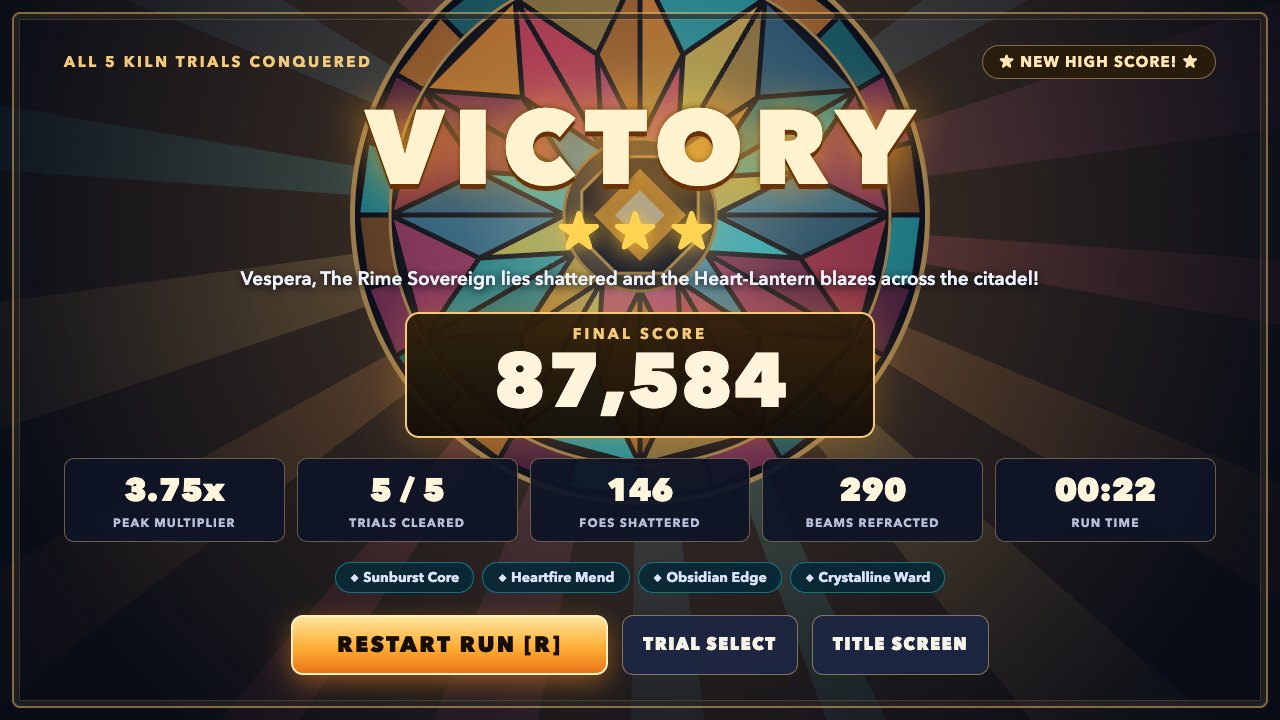 ALL 5 KILN TRIALS CONQUERED
★ NEW HIGH SCORE! ★
VICTORY
Vespera, The Rime Sovereign lies shattered and the Heart-Lantern blazes across the citadel!
FINAL SCORE
87,584
3.75x
PEAK MULTIPLIER
5 / 5
TRIALS CLEARED
146
FOES SHATTERED
290
BEAMS REFRACTED
00:22
RUN TIME
◆ Sunburst Core
◆ Heartfire Mend
◆ Obsidian Edge
◆ Crystalline Ward
RESTART RUN [R]
TRIAL SELECT
TITLE SCREEN